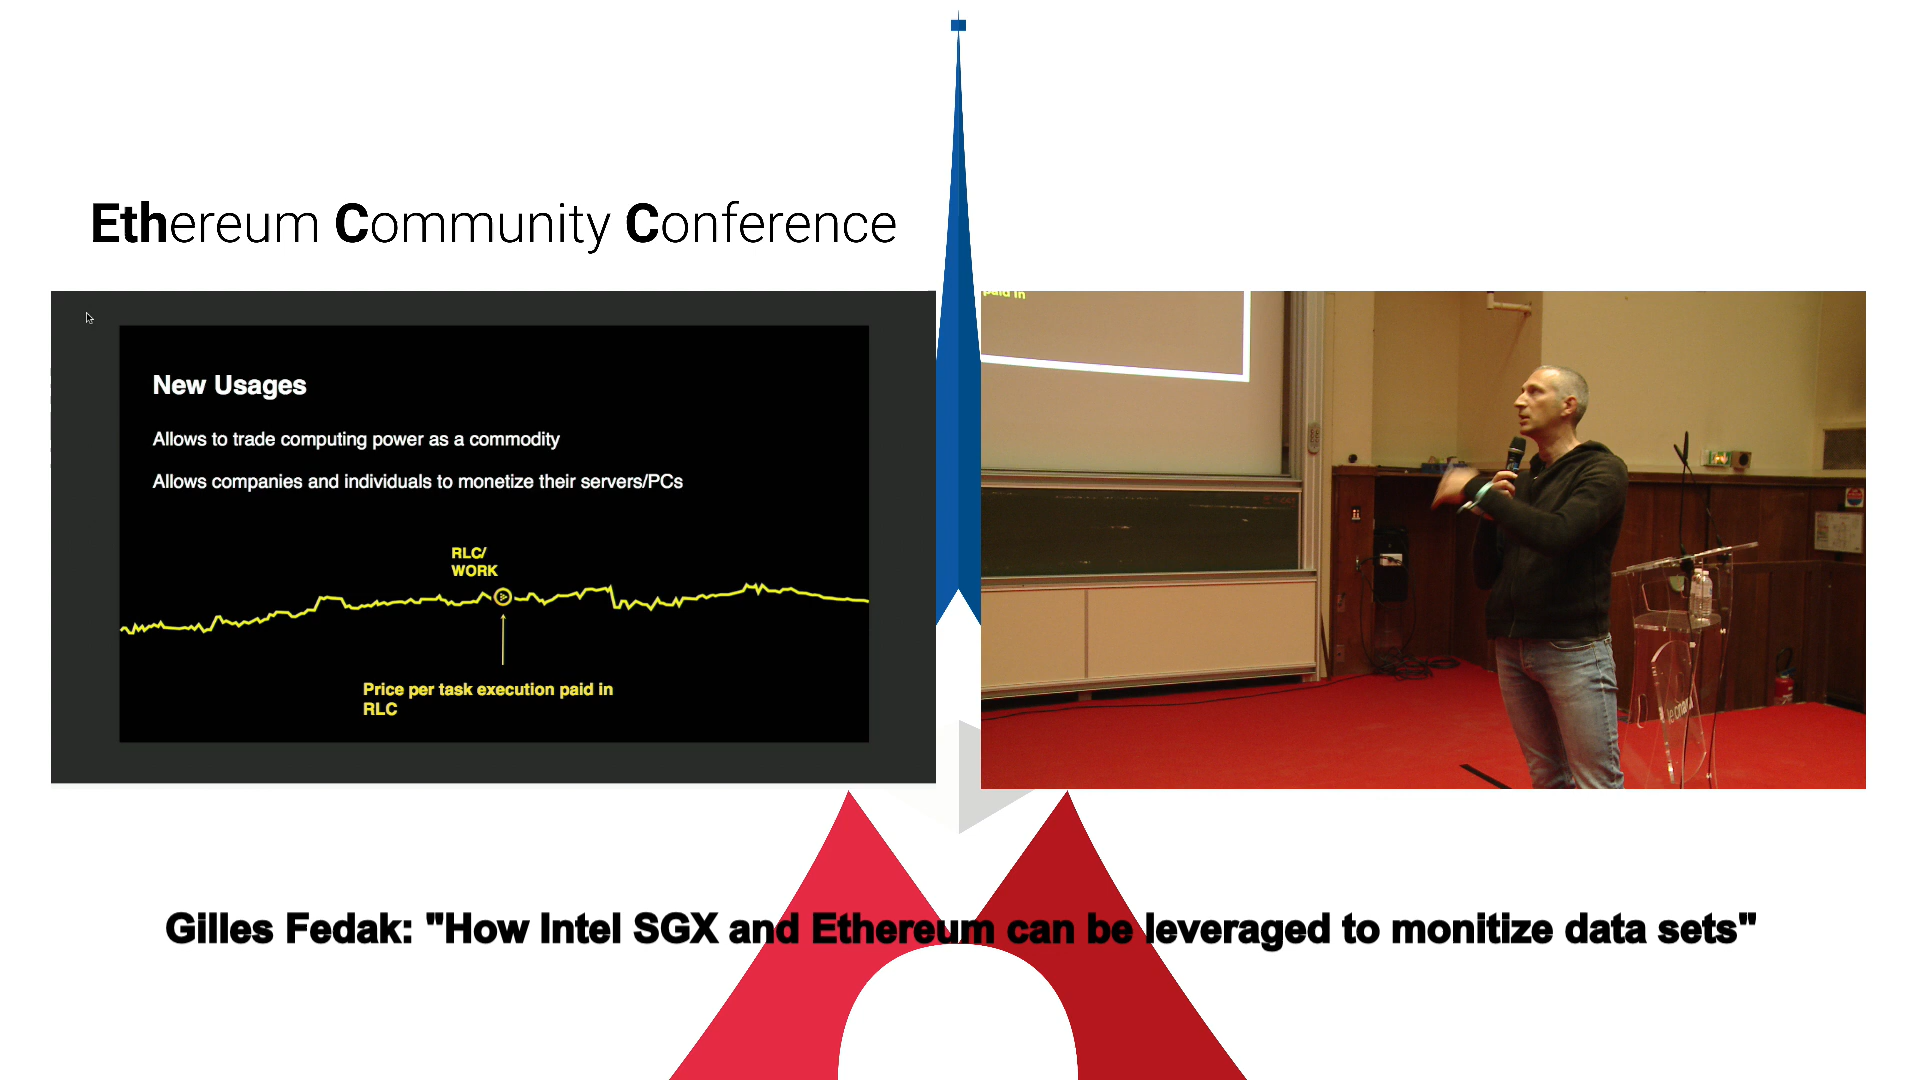 Ethereum Community Conference
New Usages
Allows to trade computing power as a commodity
Allows companies and individuals to monetize their servers/PCs
RLC/
WORK
Price per task execution paid in
RLC
paid in
Gilles Fedak: "How Intel SGX and Ethereum can be leveraged to monitize data sets"